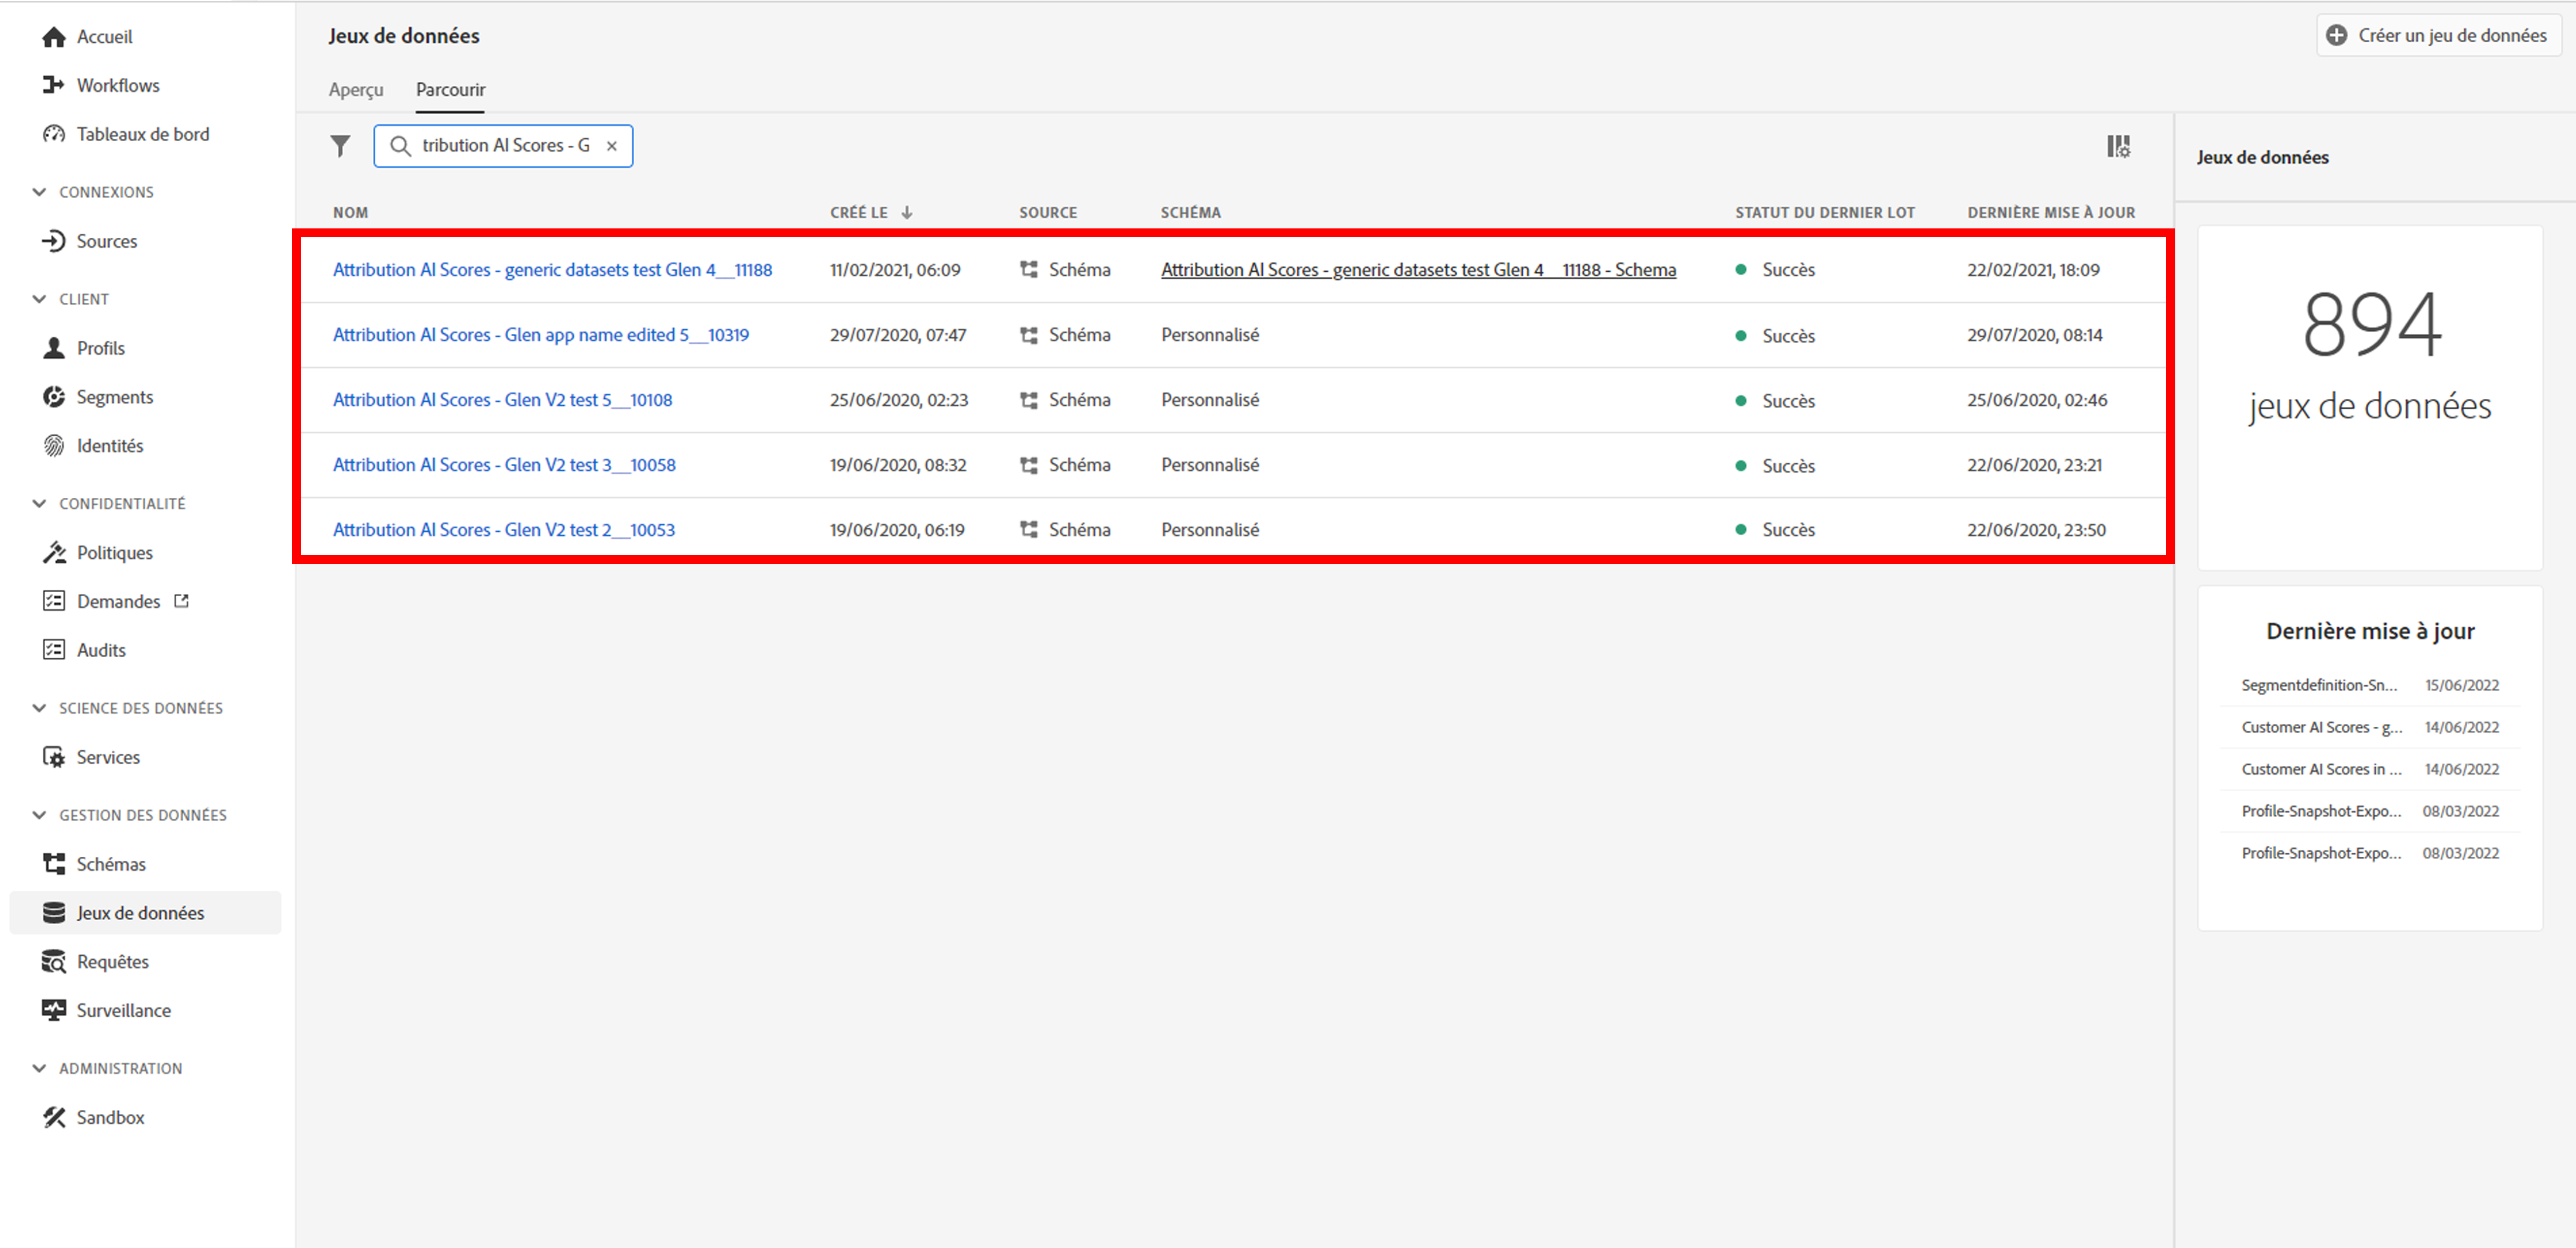 Accueil
Workflows
Tableaux de bord
CONNEXIONS
Sources
CLIENT
Profils
Segments
Identités
CONFIDENTIALITÉ
Politiques
Demandes
Audits
SCIENCE DES DONNÉES
Services
GESTION DES DONNÉES
Schémas
Jeux de données
Requêtes
Surveillance
ADMINISTRATION
Sandbox
Jeux de données
Créer un jeu de données
Aperçu Parcourir
tribution AI Scores - G
NOM CRÉÉ LE SOURCE SCHÉMA STATUT DU DERNIER LOT DERNIÈRE MISE À JOUR
Attribution AI Scores - generic datasets test Glen 4__11188 11/02/2021, 06:09 Schéma Attribution AI Scores - generic datasets test Glen 4__11188 - Schema Succès 22/02/2021, 18:09
Attribution AI Scores - Glen app name edited 5__10319 29/07/2020, 07:47 Schéma Personnalisé Succès 29/07/2020, 08:14
Attribution AI Scores - Glen V2 test 5__10108 25/06/2020, 02:23 Schéma Personnalisé Succès 25/06/2020, 02:46
Attribution AI Scores - Glen V2 test 3__10058 19/06/2020, 08:32 Schéma Personnalisé Succès 22/06/2020, 23:21
Attribution AI Scores - Glen V2 test 2__10053 19/06/2020, 06:19 Schéma Personnalisé Succès 22/06/2020, 23:50
Jeux de données
894
jeux de données
Dernière mise à jour
Segmentdefinition-Sn... 15/06/2022
Customer AI Scores - g... 14/06/2022
Customer AI Scores in ... 14/06/2022
Profile-Snapshot-Expo... 08/03/2022
Profile-Snapshot-Expo... 08/03/2022